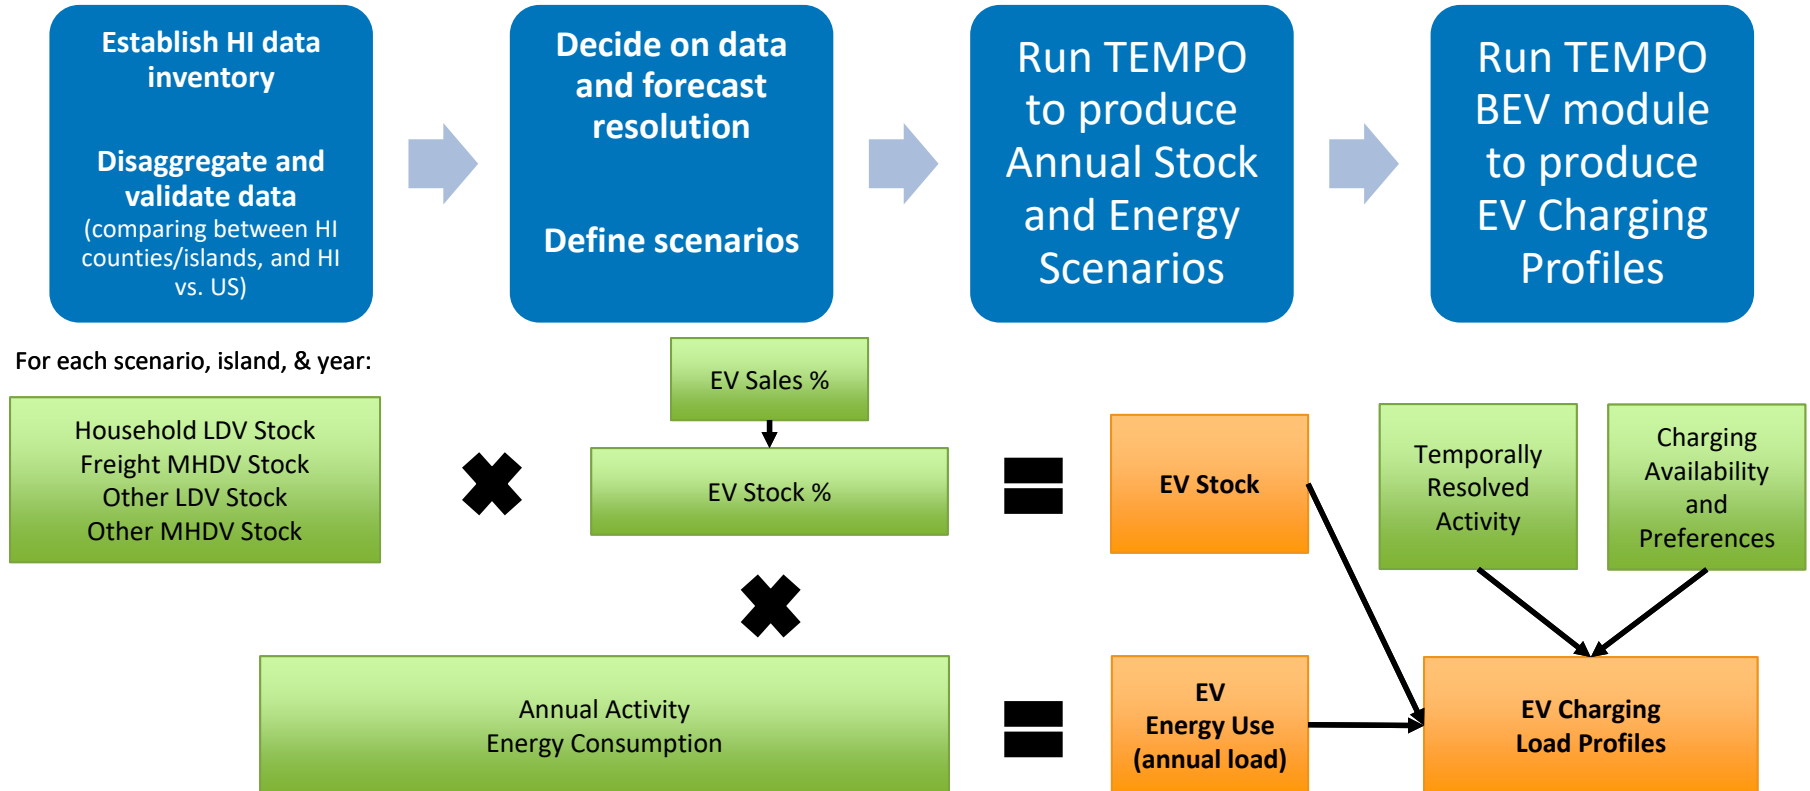 Establish HI data
inventory
Disaggregate and
validate data
(comparing between HI
counties/islands, and HI
vs. US)
Decide on data
and forecast
resolution
Define scenarios
Run TEMPO
to produce
Annual Stock
and Energy
Scenarios
Run TEMPO
BEV module
to produce
EV Charging
Profiles
For each scenario, island, & year:
Household LDV Stock
Freight MHDV Stock
Other LDV Stock
Other MHDV Stock
EV Sales %
EV Stock %
EV Stock
Temporally
Resolved
Activity
Charging
Availability
and
Preferences
Annual Activity
Energy Consumption
EV
Energy Use
(annual load)
EV Charging
Load Profiles